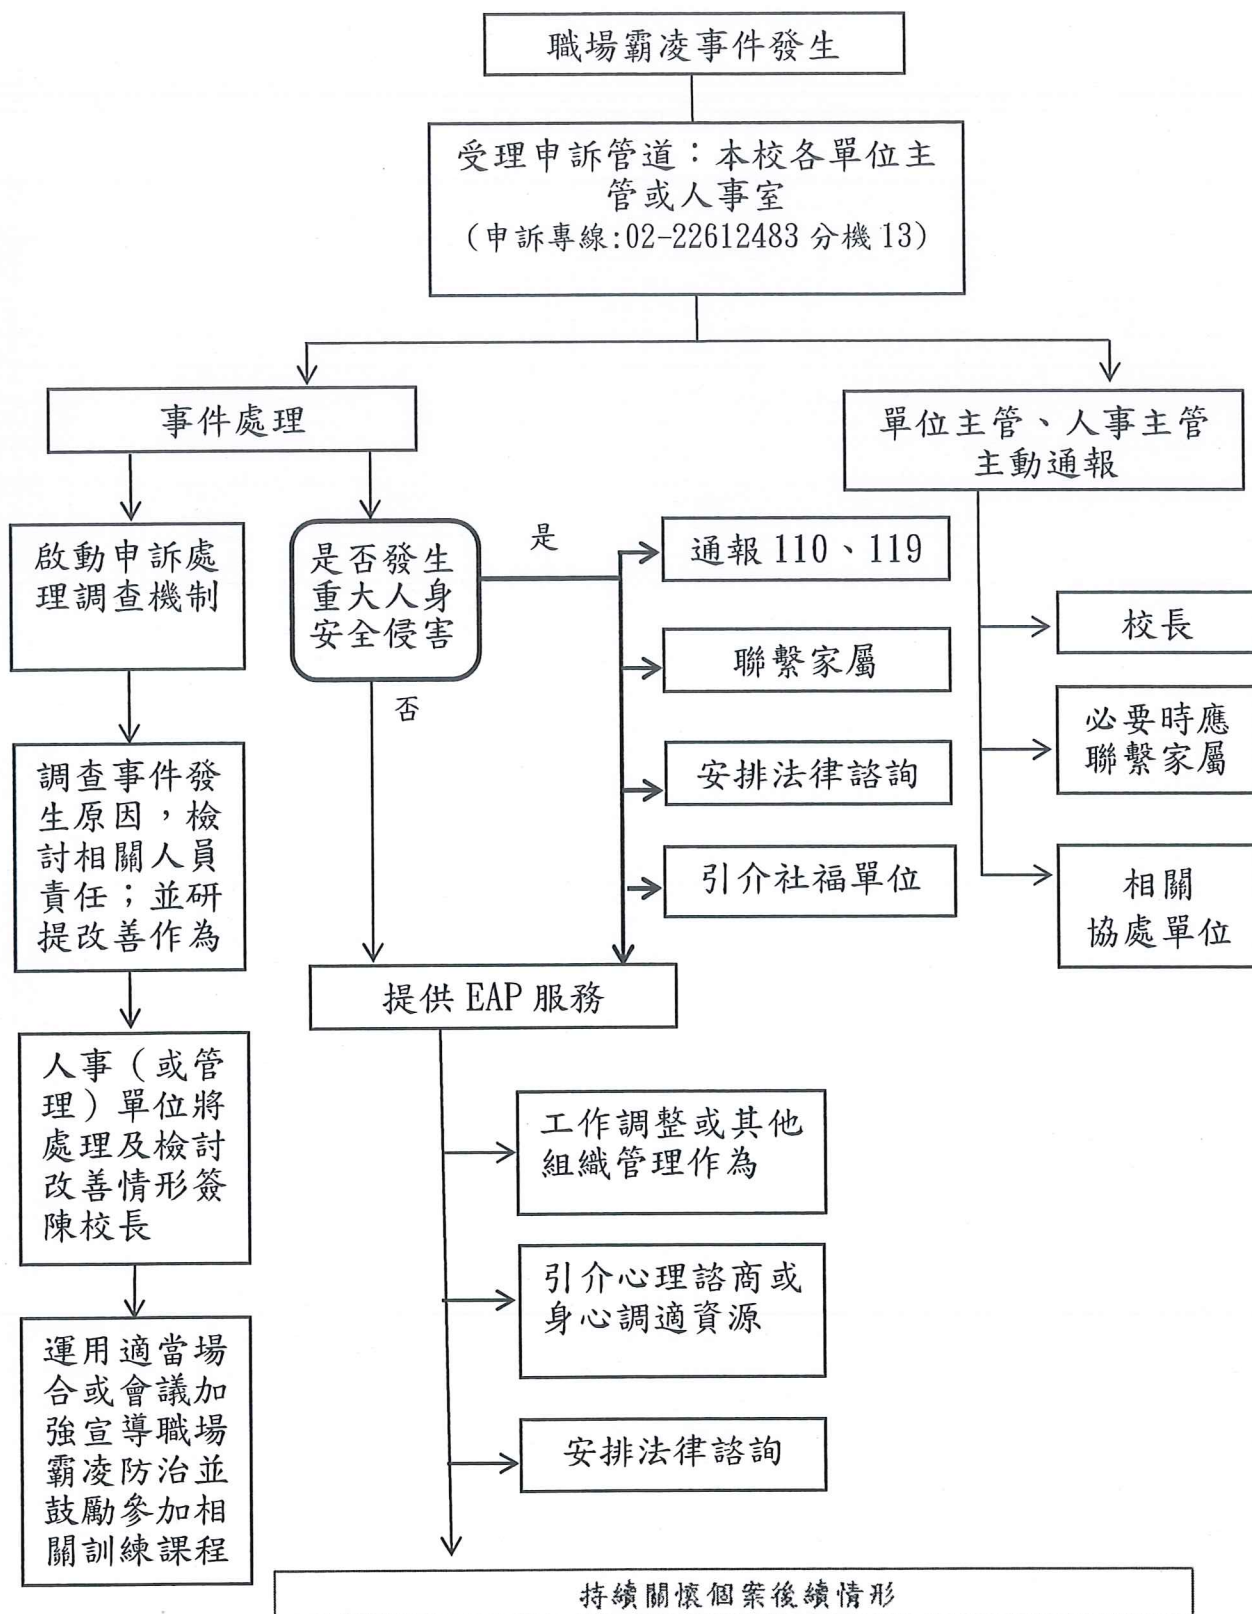 職場霸凌事件發生
受理申訴管道：本校各單位主
管或人事室
(申訴專線:02-22612483 分機 13)
事件處理
單位主管、人事主管
主動通報
啟動申訴處
理調查機制
是否發生
重大人身
安全侵害
是
否
通報 110、119
聯繫家屬
安排法律諮詢
引介社福單位
校長
必要時應
聯繫家屬
相關
協處單位
調查事件發
生原因，檢
討相關人員
責任；並研
提改善作為
提供 EAP 服務
人事（或管
理）單位將
處理及檢討
改善情形簽
陳校長
工作調整或其他
組織管理作為
引介心理諮商或
身心調適資源
安排法律諮詢
運用適當場
合或會議加
強宣導職場
霸凌防治並
鼓勵參加相
關訓練課程
持續關懷個案後續情形